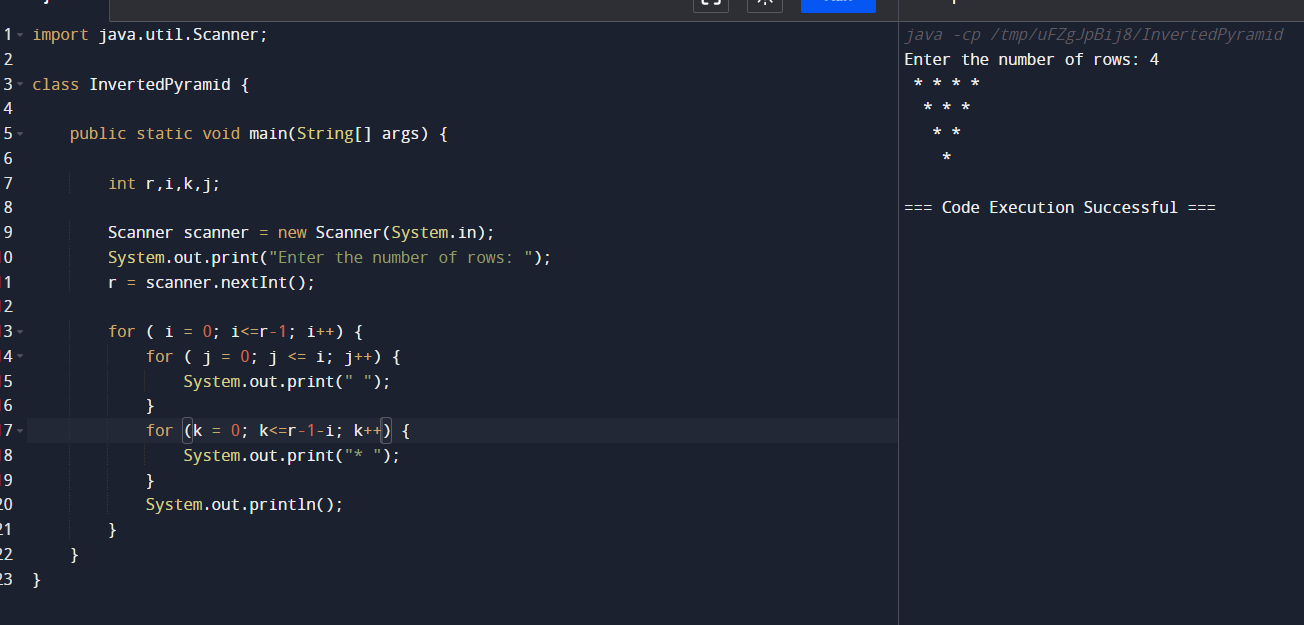 1 import java.util.Scanner;
2
3 class InvertedPyramid {
4
5     public static void main(String[] args) {
6
7         int r,i,k,j;
8
9         Scanner scanner = new Scanner(System.in);
10         System.out.print("Enter the number of rows: ");
11         r = scanner.nextInt();
12
13         for ( i = 0; i<=r-1; i++) {
14             for ( j = 0; j <= i; j++) {
15                 System.out.print(" ");
16             }
17             for (k = 0; k<=r-1-i; k++) {
18                 System.out.print("* ");
19             }
20             System.out.println();
21         }
22     }
23 }
java -cp /tmp/uFZgJpBij8/InvertedPyramid
Enter the number of rows: 4
 * * * *
  * * *
   * *
    *
=== Code Execution Successful ===